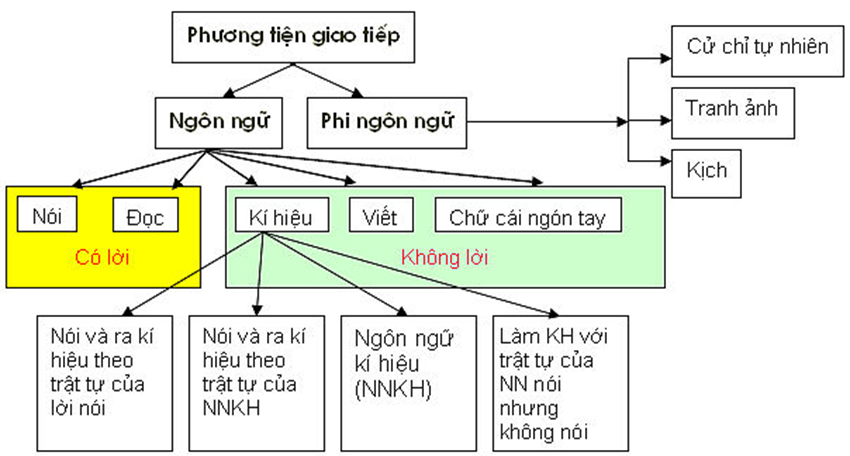 Phương tiện giao tiếp
Cử chỉ tự nhiên
Ngôn ngữ
Phi ngôn ngữ
Tranh ảnh
Kịch
Nói
Đọc
Có lời
Kí hiệu
Viết
Chữ cái ngón tay
Không lời
Nói và ra kí
hiệu theo
trật tự của
lời nói
Nói và ra kí
hiệu theo
trật tự của
NNKH
Ngôn ngữ
kí hiệu
(NNKH)
Làm KH với
trật tự của
NN nói
nhưng
không nói